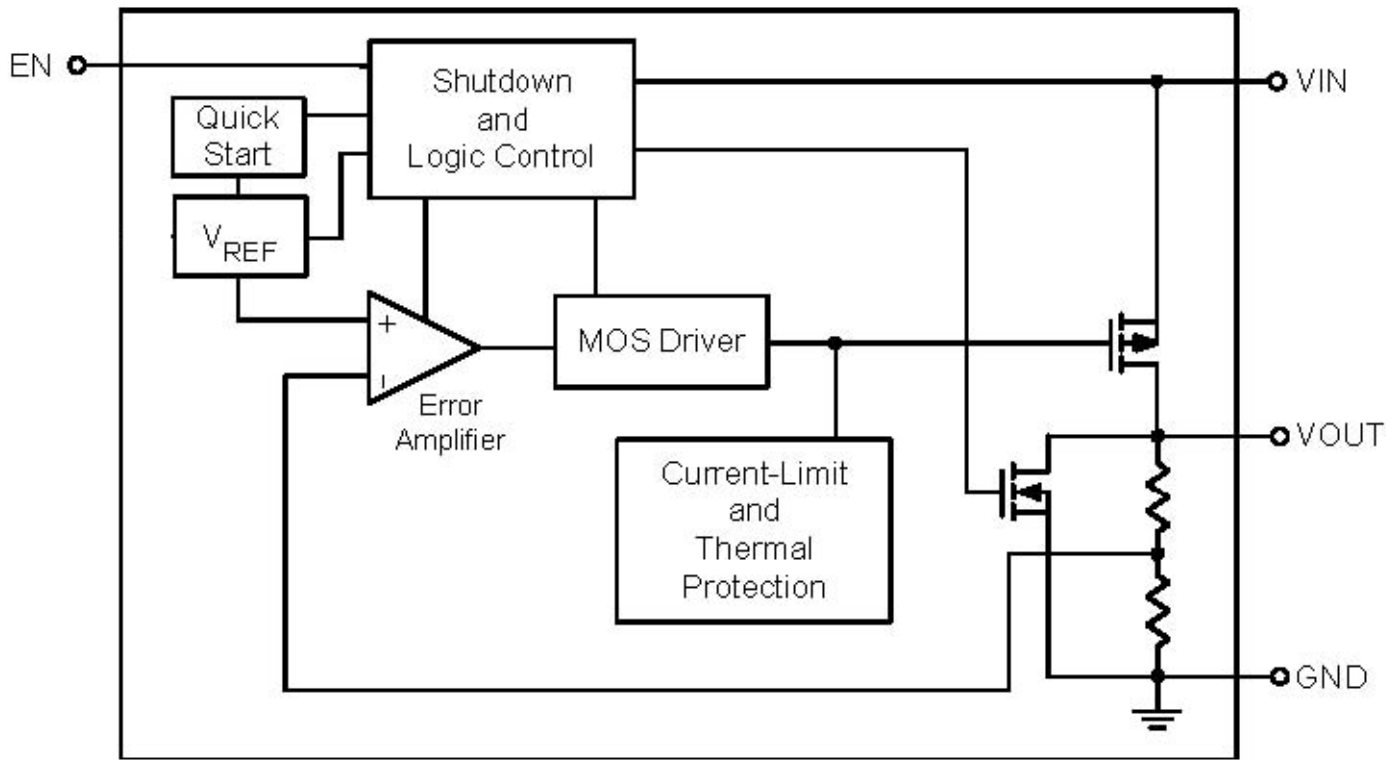 EN
Shutdown
and
Logic Control
VIN
Quick
Start
VREF
+
-
MOS Driver
Error
Amplifier
VOUT
Current-Limit
and
Thermal
Protection
GND